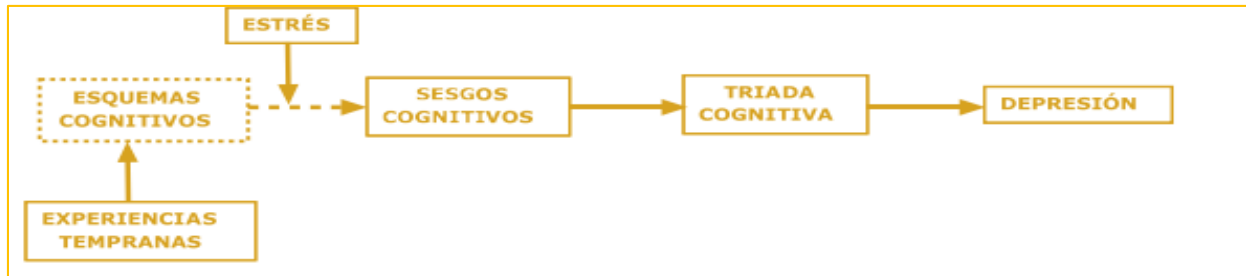 ESTRÉS
ESQUEMAS
COGNITIVOS
SESGOS
COGNITIVOS
TRIADA
COGNITIVA
DEPRESIÓN
EXPERIENCIAS
TEMPRANAS